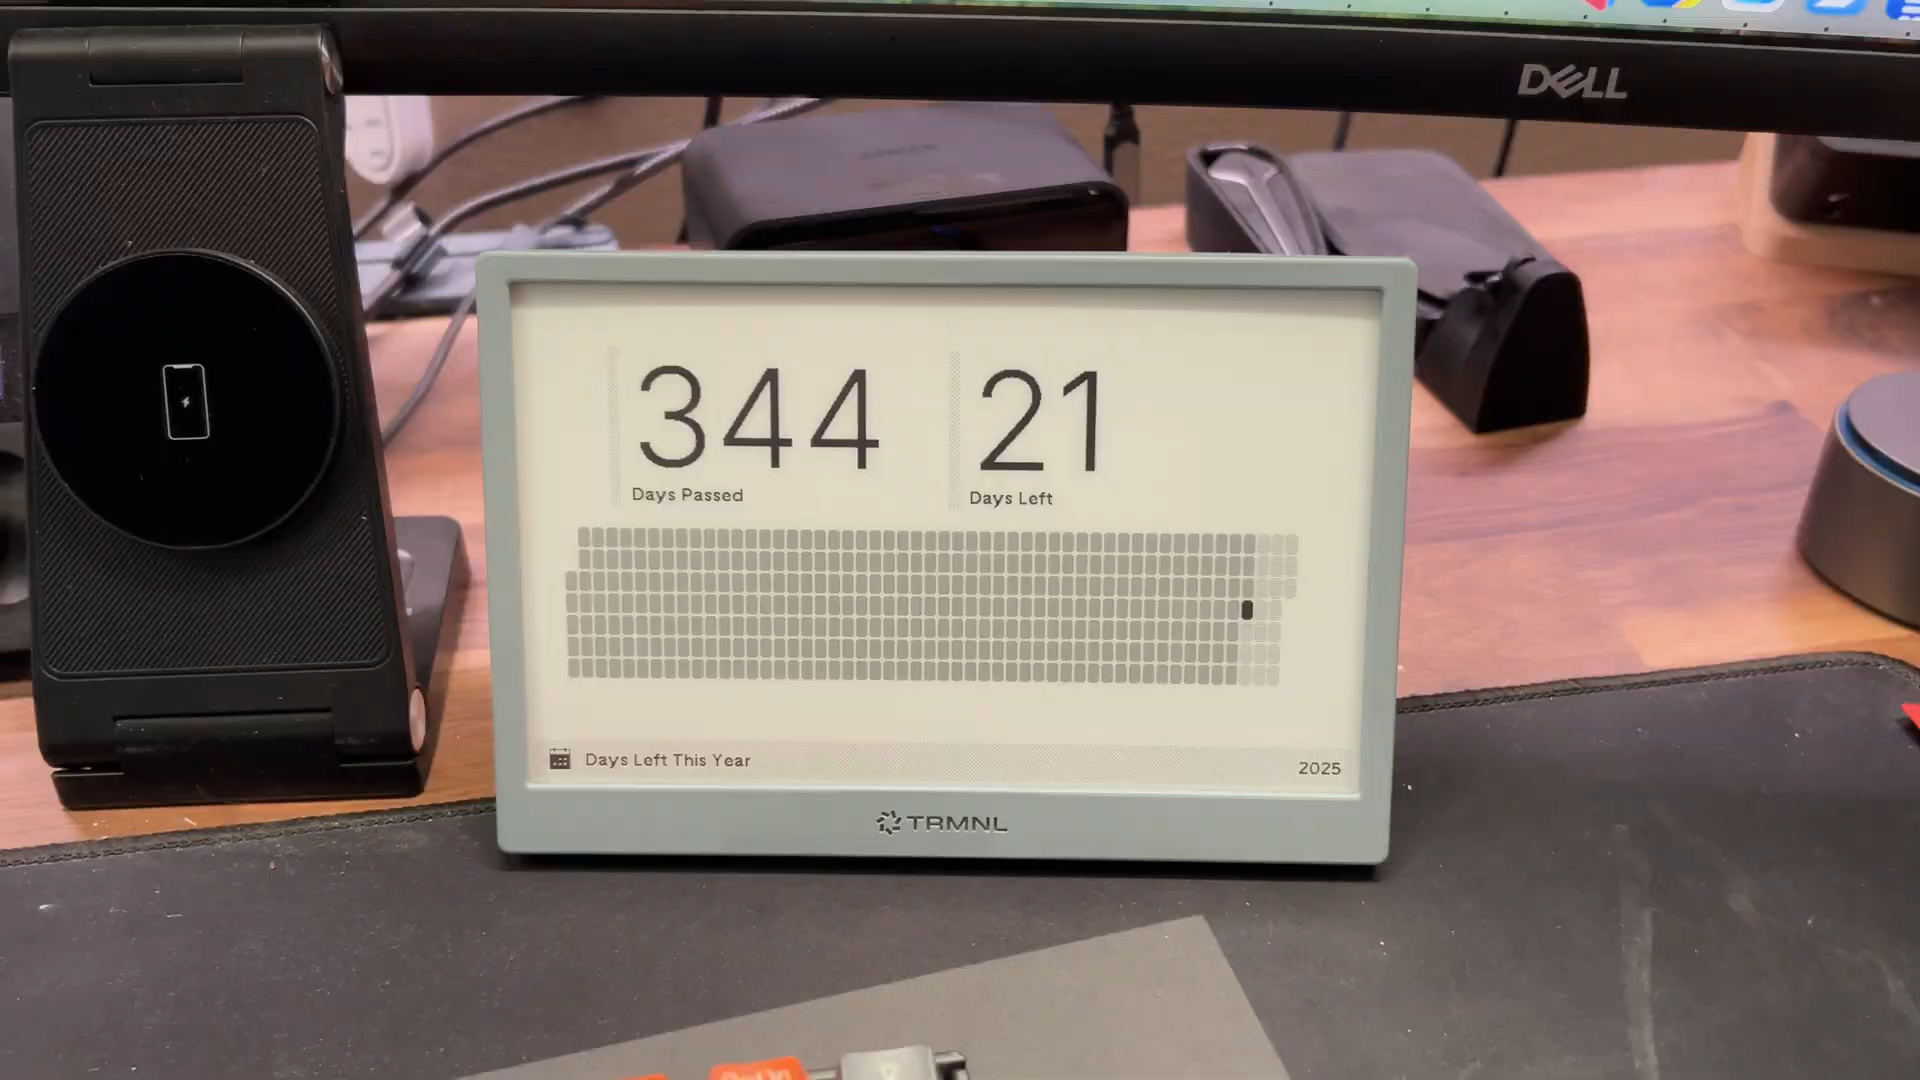 DELL
344
Days Passed
21
Days Left
Days Left This Year
2025
TRMNL